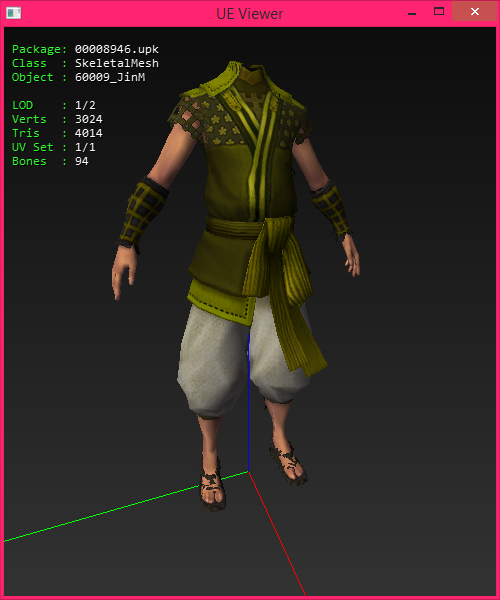 UE Viewer
Package: 00008946.upk
Class : SkeletalMesh
Object : 60009_JinM
LOD : 1/2
Verts : 3024
Tris : 4014
UV Set : 1/1
Bones : 94